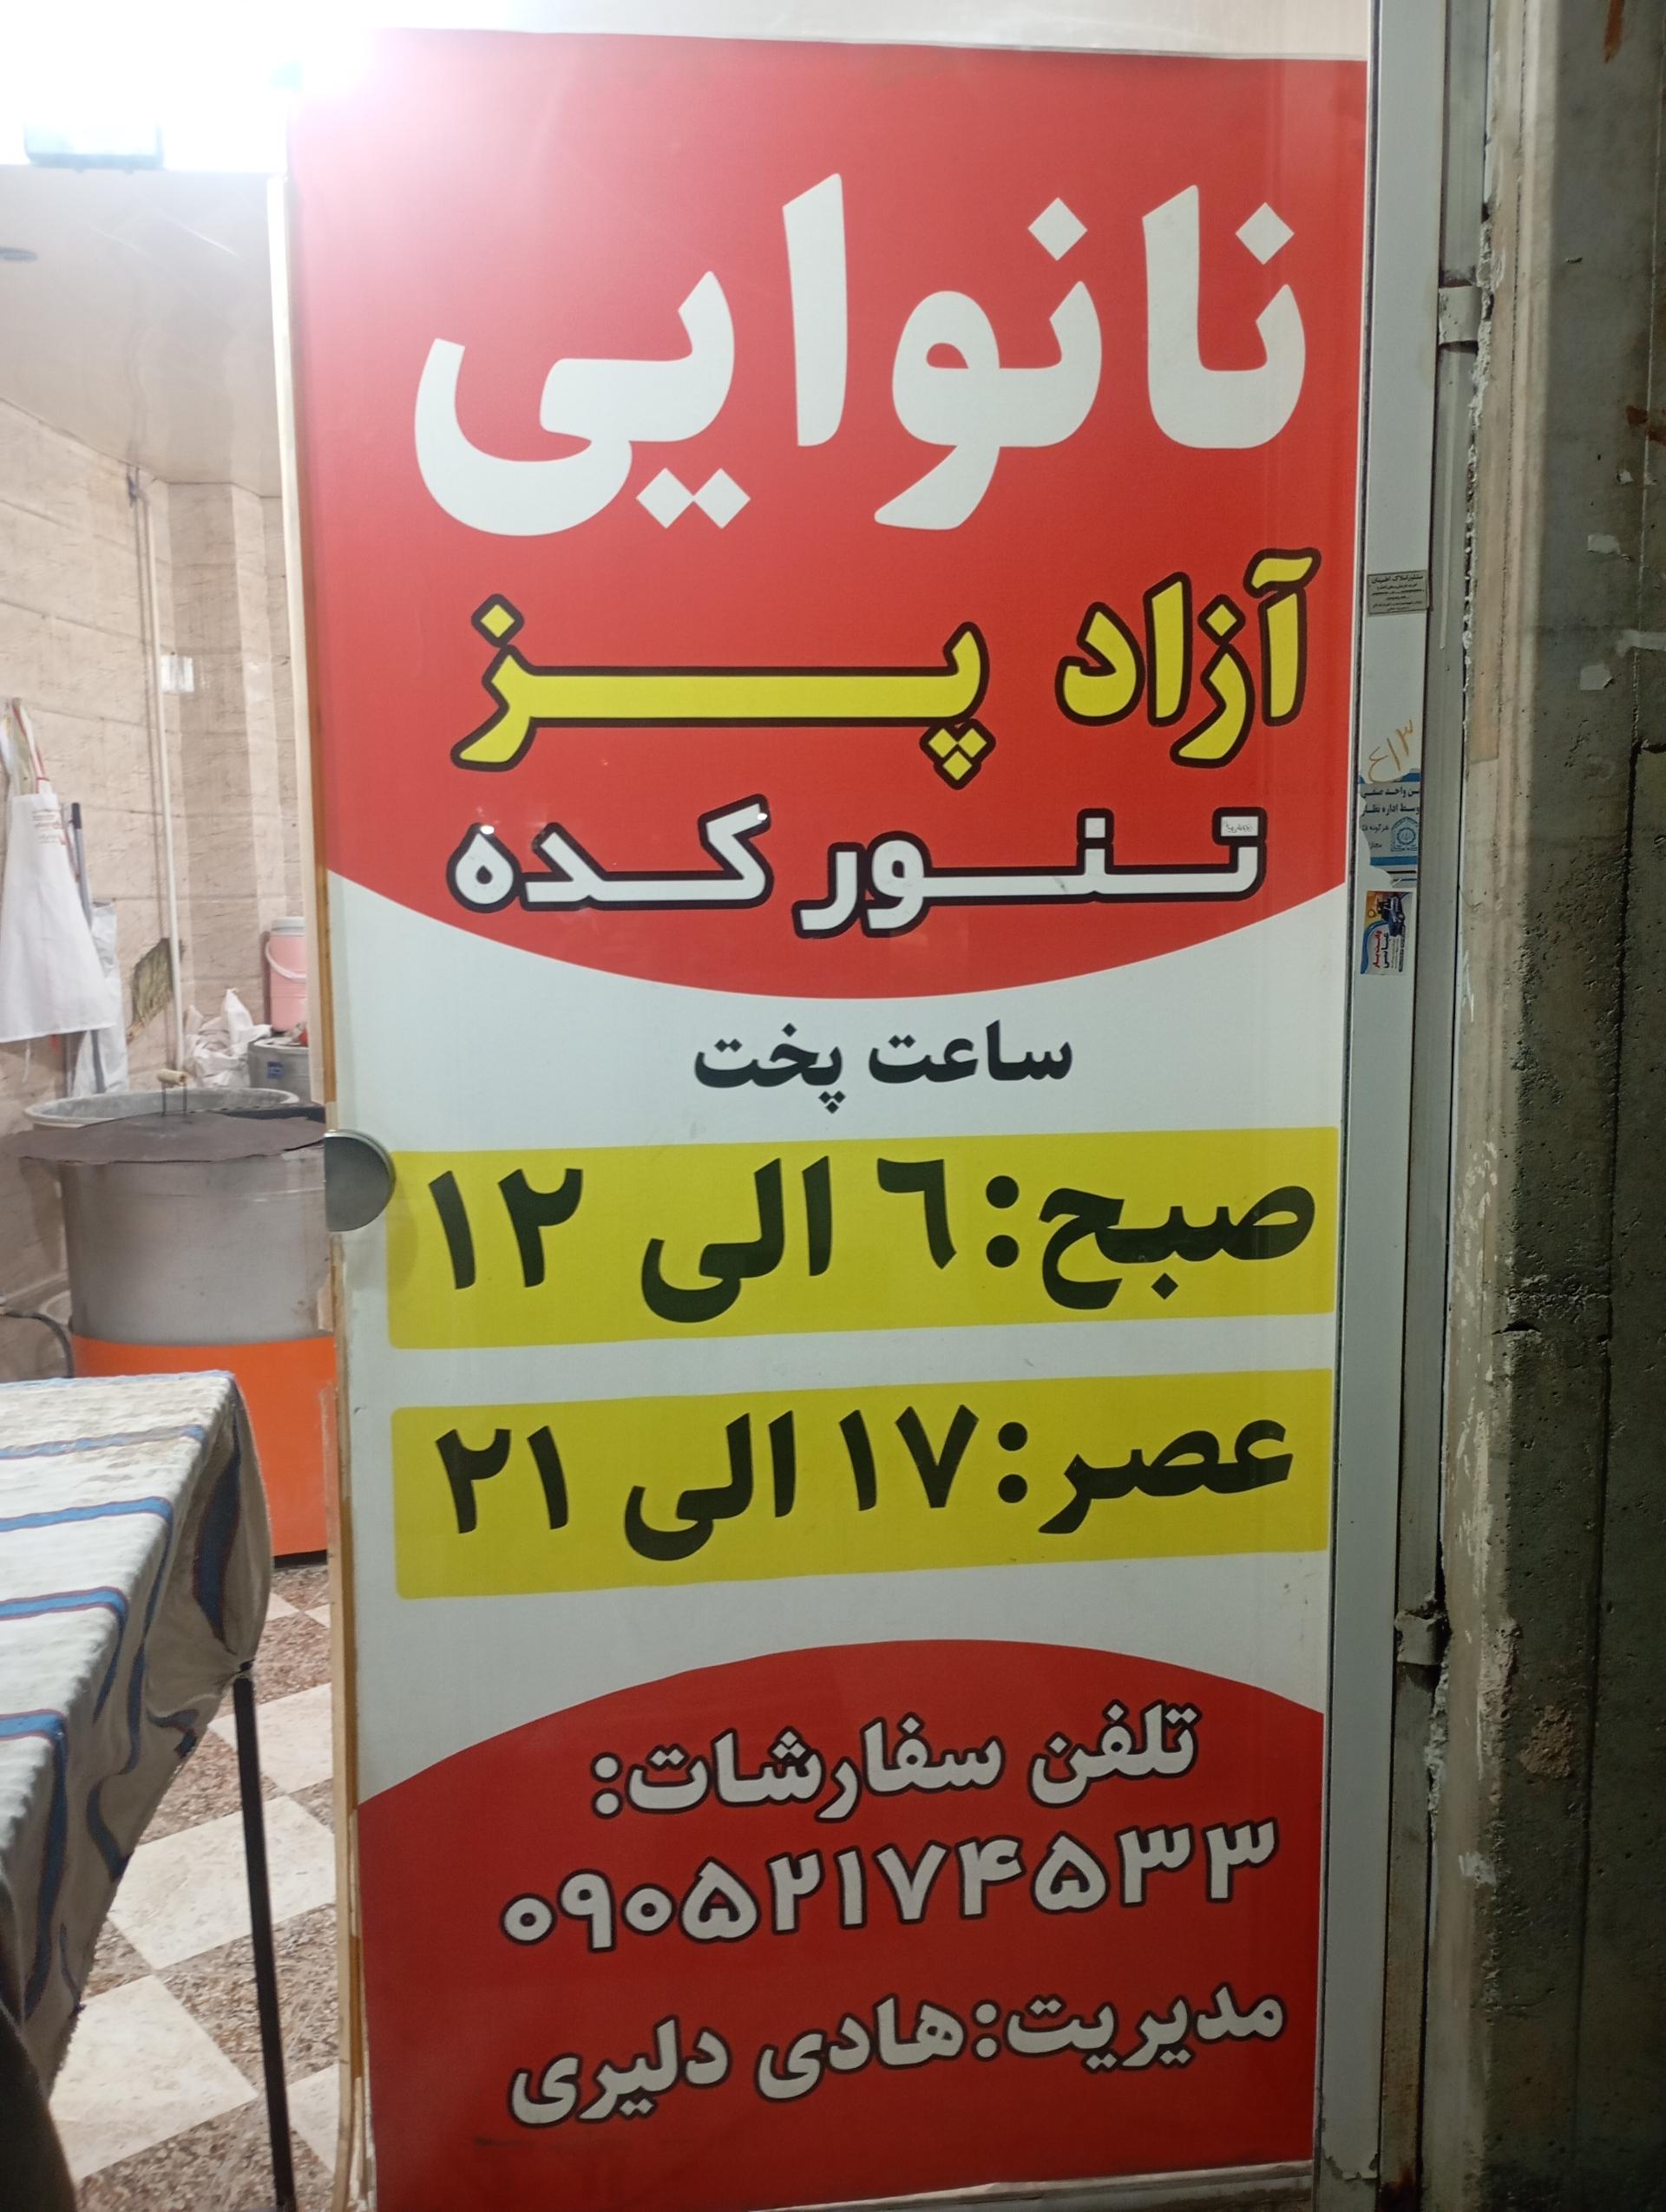 نانوایی
آزاد پز
تنور کده
ساعت پخت
صبح:٦ الی ۱۲
عصر:۱۷ الی ۲۱
تلفن سفارشات:
۰۹۰۵۲۱۷۴۵۳۳
مدیریت:هادی دلیری